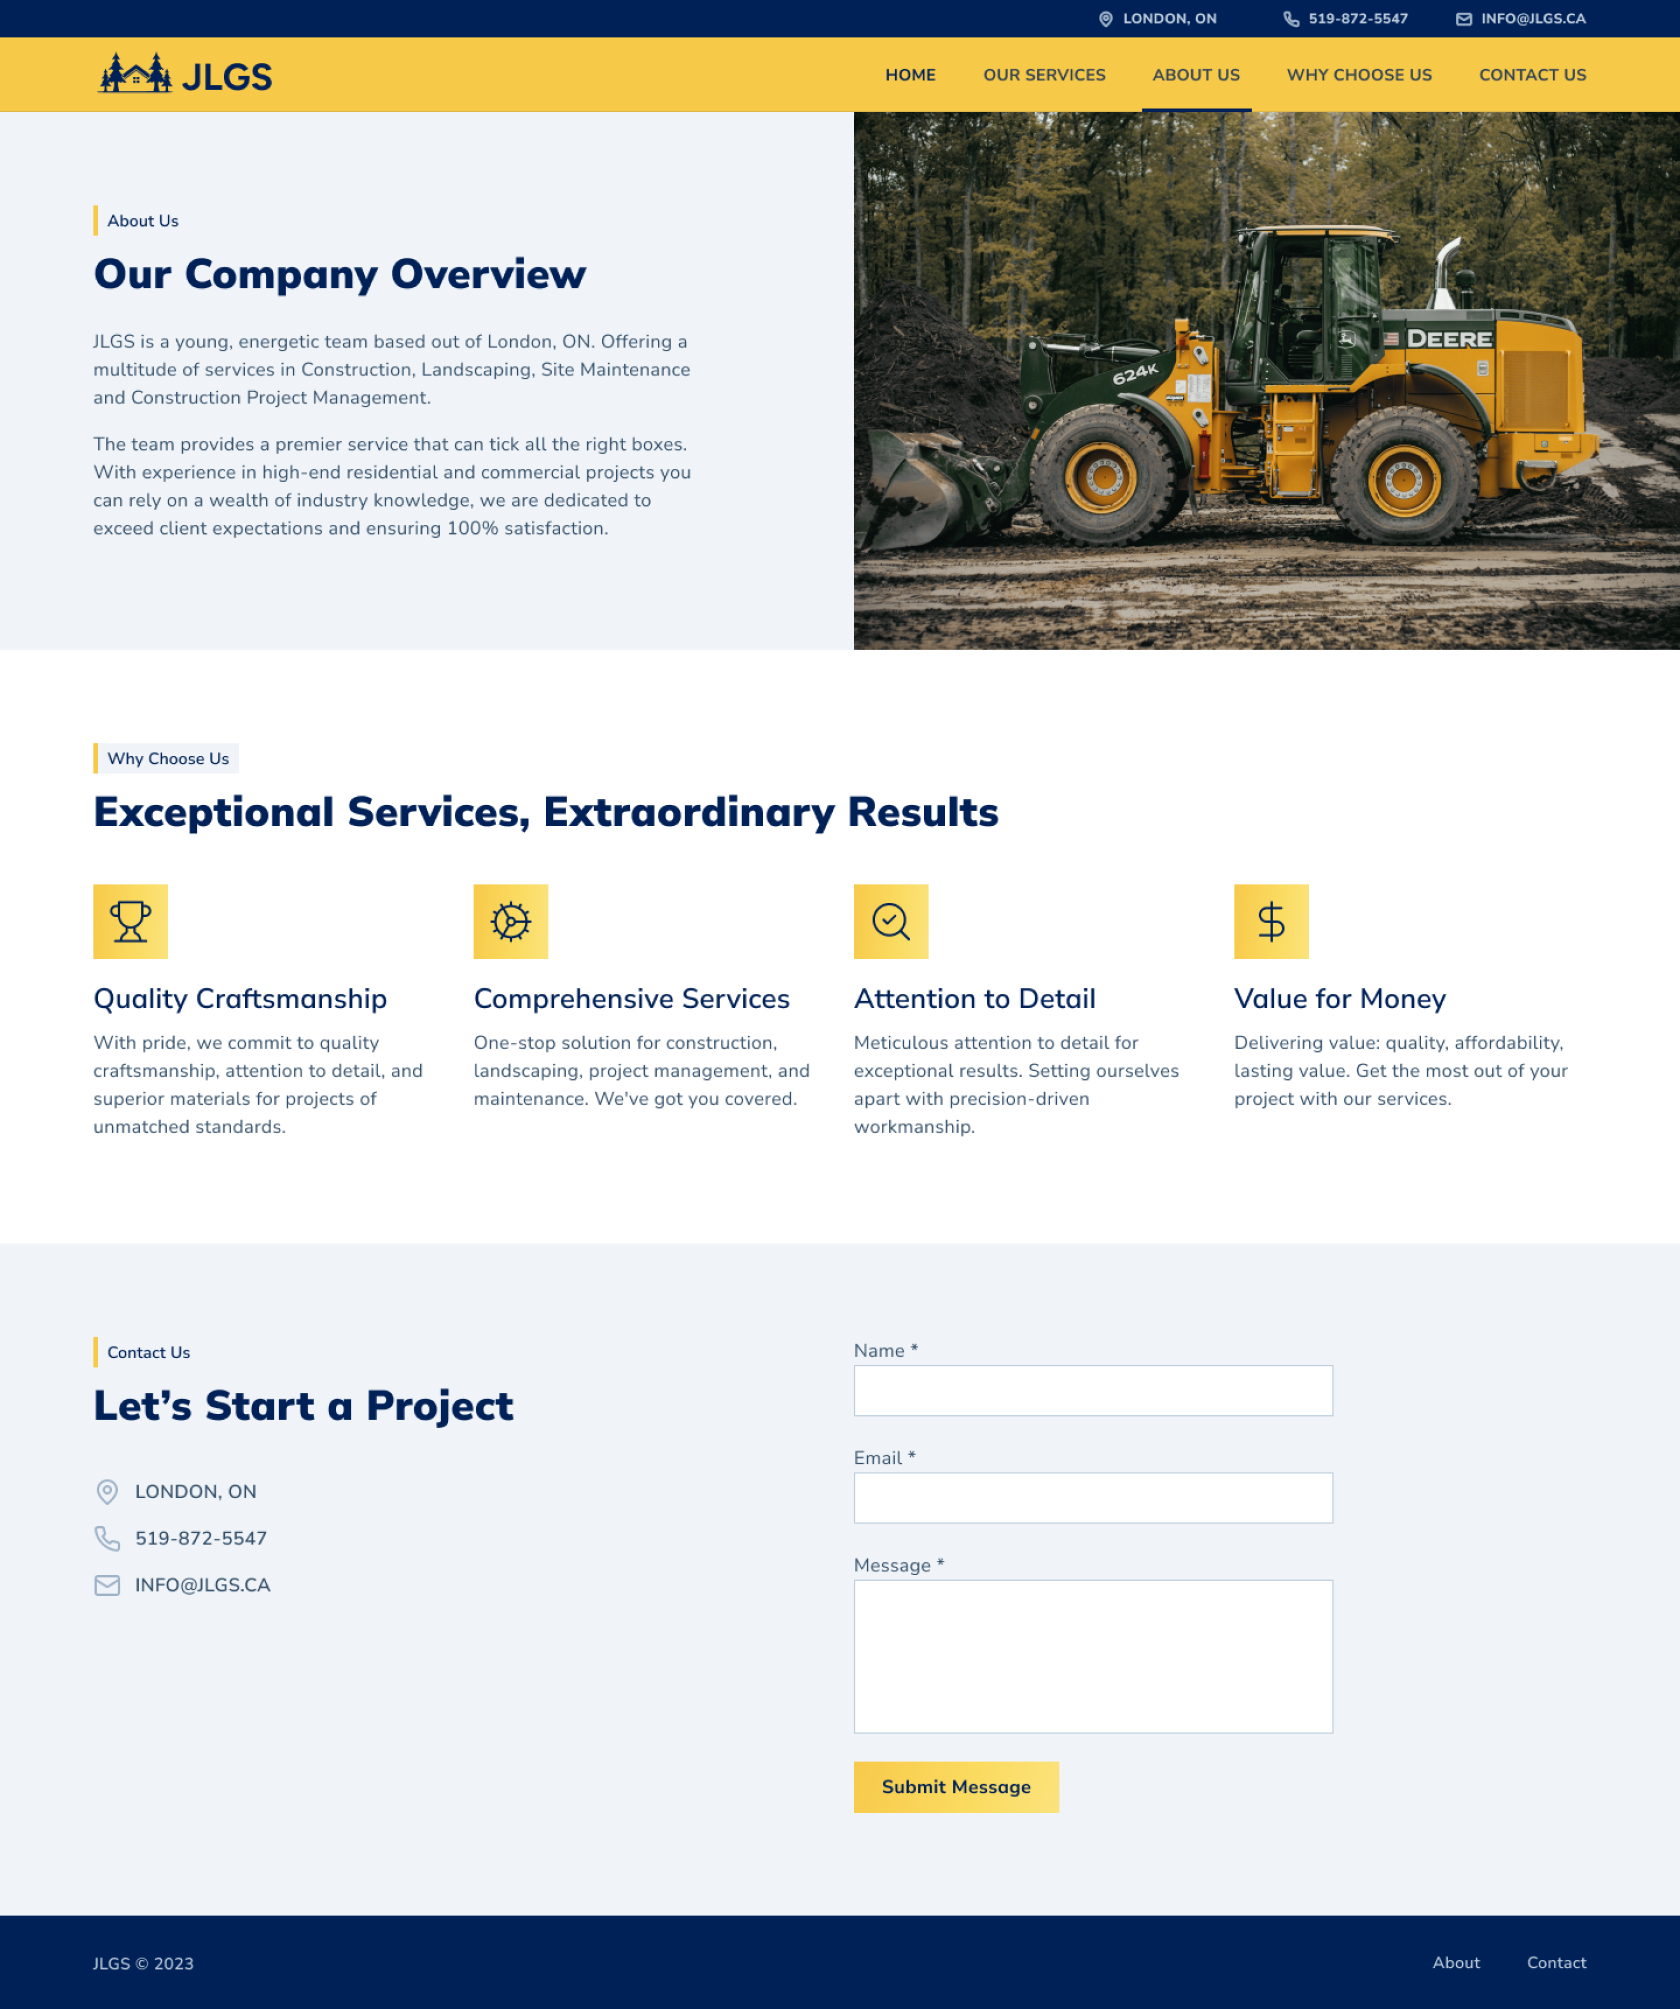 LONDON, ON
519-872-5547
INFO@JLGS.CA
JLGS
HOME
OUR SERVICES
ABOUT US
WHY CHOOSE US
CONTACT US
About Us
Our Company Overview
JLGS is a young, energetic team based out of London, ON. Offering a
multitude of services in Construction, Landscaping, Site Maintenance
and Construction Project Management.
The team provides a premier service that can tick all the right boxes.
With experience in high-end residential and commercial projects you
can rely on a wealth of industry knowledge, we are dedicated to
exceed client expectations and ensuring 100% satisfaction.
DEERE
624K
Why Choose Us
Exceptional Services, Extraordinary Results
Quality Craftsmanship
With pride, we commit to quality
craftsmanship, attention to detail, and
superior materials for projects of
unmatched standards.
Comprehensive Services
One-stop solution for construction,
landscaping, project management, and
maintenance. We've got you covered.
Attention to Detail
Meticulous attention to detail for
exceptional results. Setting ourselves
apart with precision-driven
workmanship.
Value for Money
Delivering value: quality, affordability,
lasting value. Get the most out of your
project with our services.
Contact Us
Let’s Start a Project
LONDON, ON
519-872-5547
INFO@JLGS.CA
Name *
Email *
Message *
Submit Message
JLGS © 2023
About
Contact